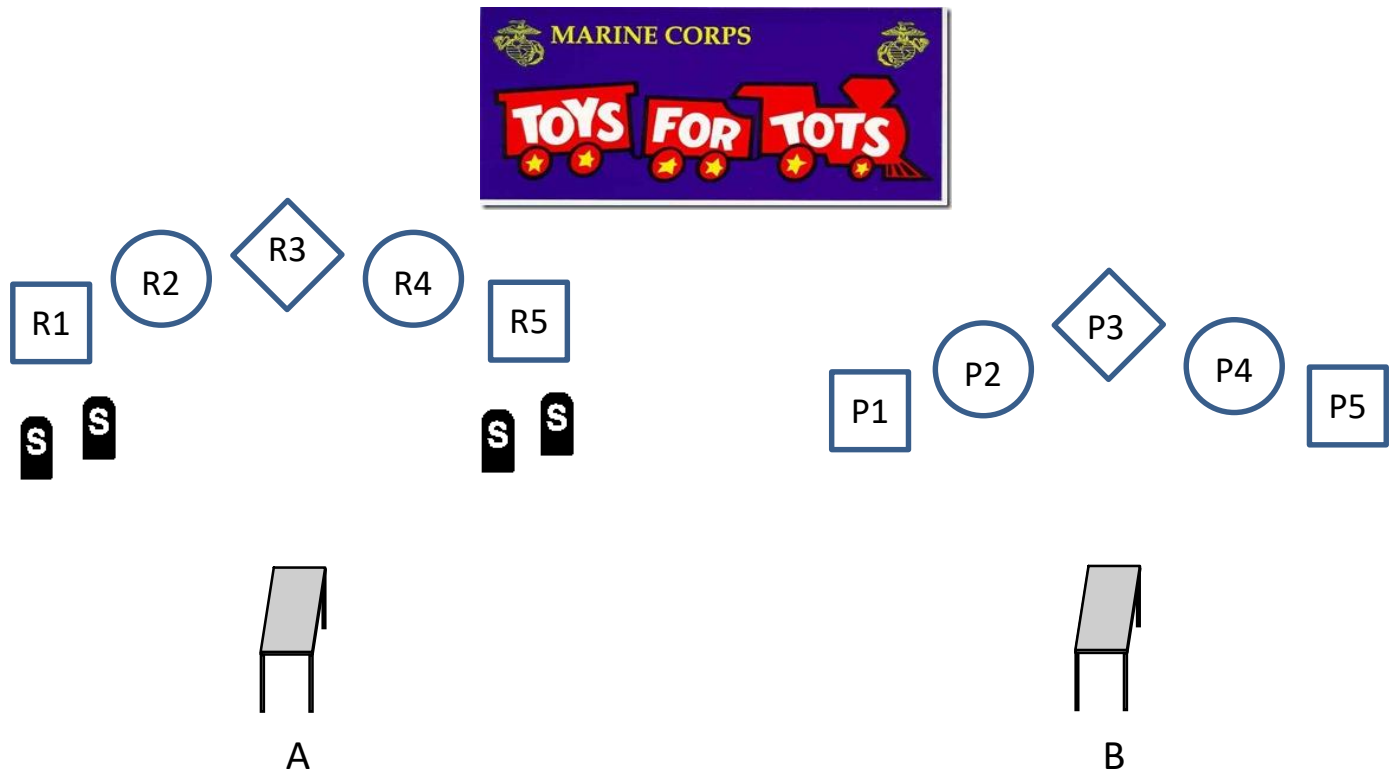 MARINE CORPS
TOYS FOR TOTS
R1 R2 R3 R4 R5
P1 P2 P3 P4 P5
S S S S
A B